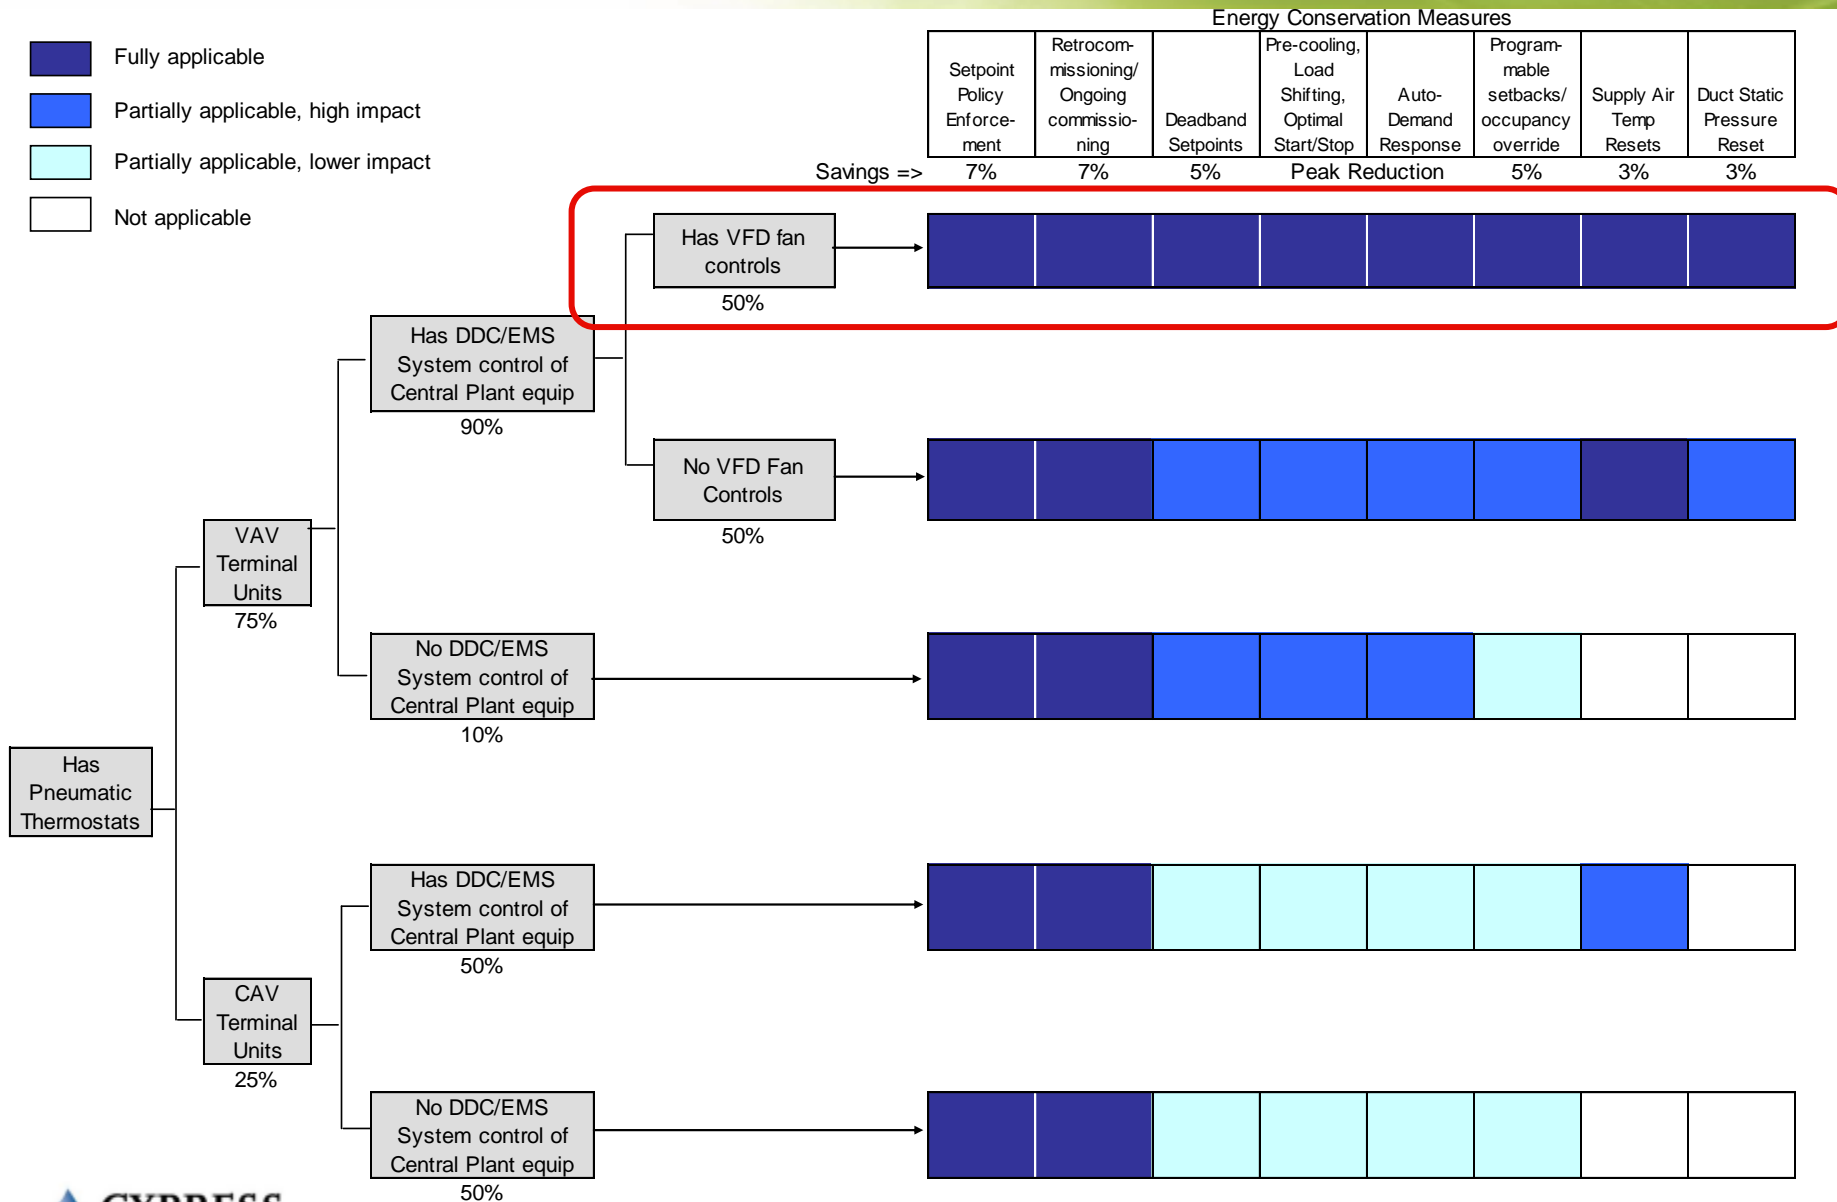 Energy Conservation Measures
Fully applicable
Partially applicable, high impact
Partially applicable, lower impact
Not applicable
Setpoint
Policy
Enforce-
ment
Retrocom-
missioning/
Ongoing
commissio-
ning
Deadband
Setpoints
Pre-cooling,
Load
Shifting,
Optimal
Start/Stop
Auto-
Demand
Response
Program-
mable
setbacks/
occupancy
override
Supply Air
Temp
Resets
Duct Static
Pressure
Reset
Savings => 7% 7% 5% Peak Reduction 5% 3% 3%
Has VFD fan
controls
50%
Has DDC/EMS
System control of
Central Plant equip
90%
No VFD Fan
Controls
50%
VAV
Terminal
Units
75%
No DDC/EMS
System control of
Central Plant equip
10%
Has
Pneumatic
Thermostats
Has DDC/EMS
System control of
Central Plant equip
50%
CAV
Terminal
Units
25%
No DDC/EMS
System control of
Central Plant equip
50%
CYPRESS